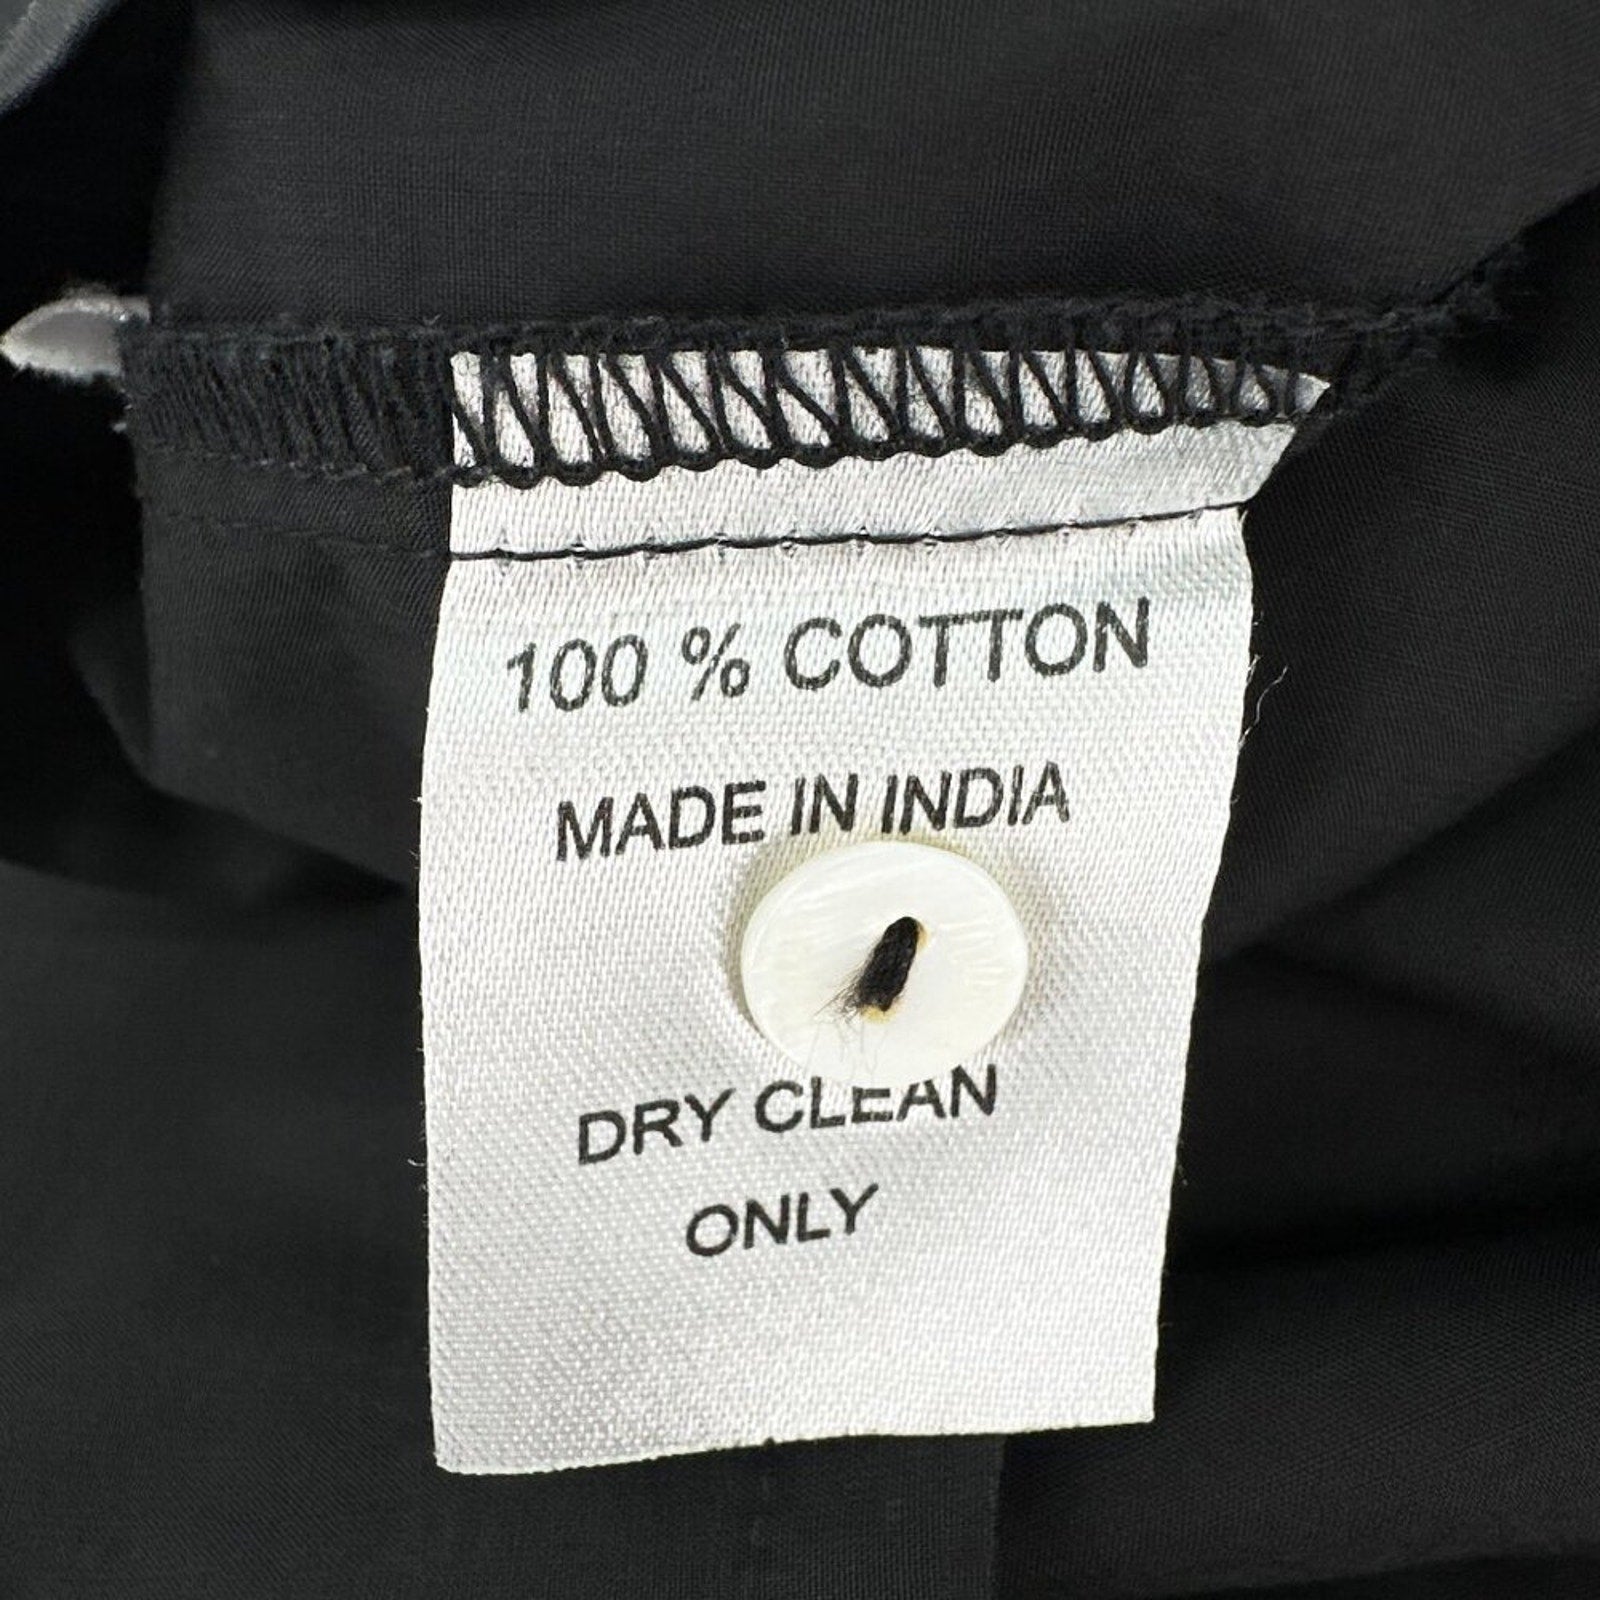 100 % COTTON
MADE IN INDIA
DRY CLEAN
ONLY